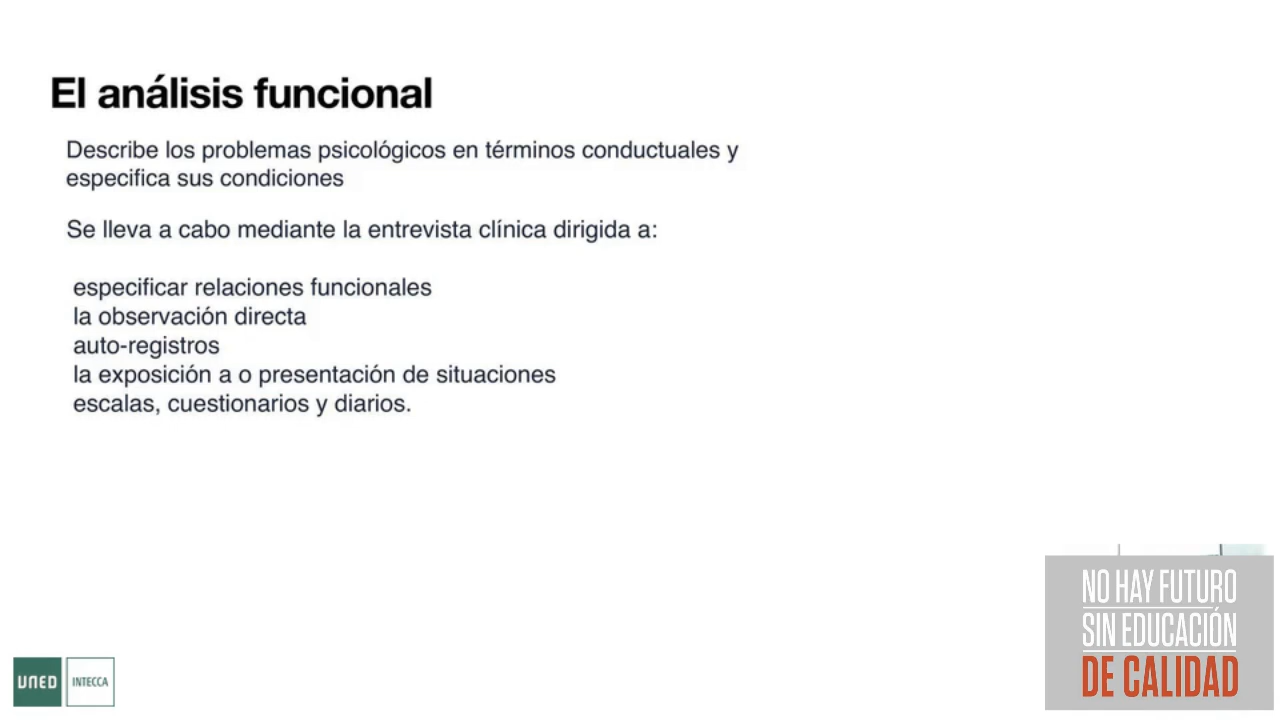 El análisis funcional
Describe los problemas psicológicos en términos conductuales y
especifica sus condiciones
Se lleva a cabo mediante la entrevista clínica dirigida a:
especificar relaciones funcionales
la observación directa
auto-registros
la exposición a o presentación de situaciones
escalas, cuestionarios y diarios.
NO HAY FUTURO
SIN EDUCACIÓN
DE CALIDAD
UNED
INTECCA